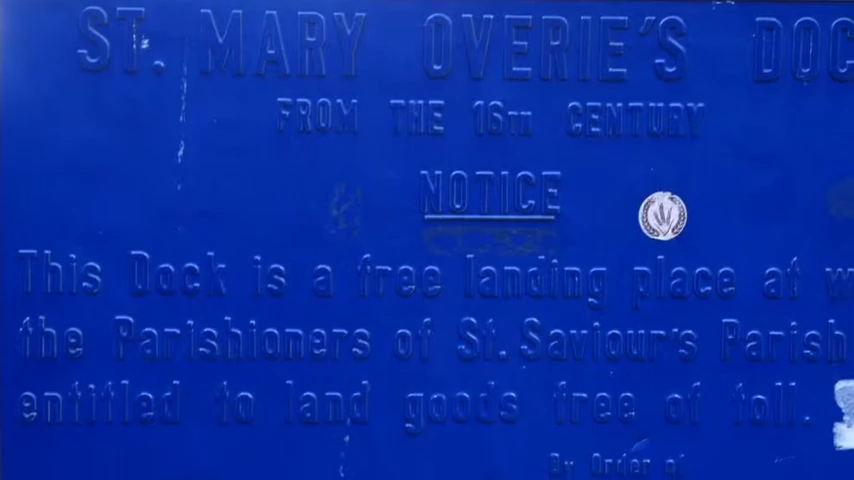 ST. MARY OVERIE'S DOC
FROM THE 16TH CENTURY
NOTICE
This Dock is a free landing place at w
the Parishioners of St. Saviour's Parish
entitled to land goods free of toll.
By Order of